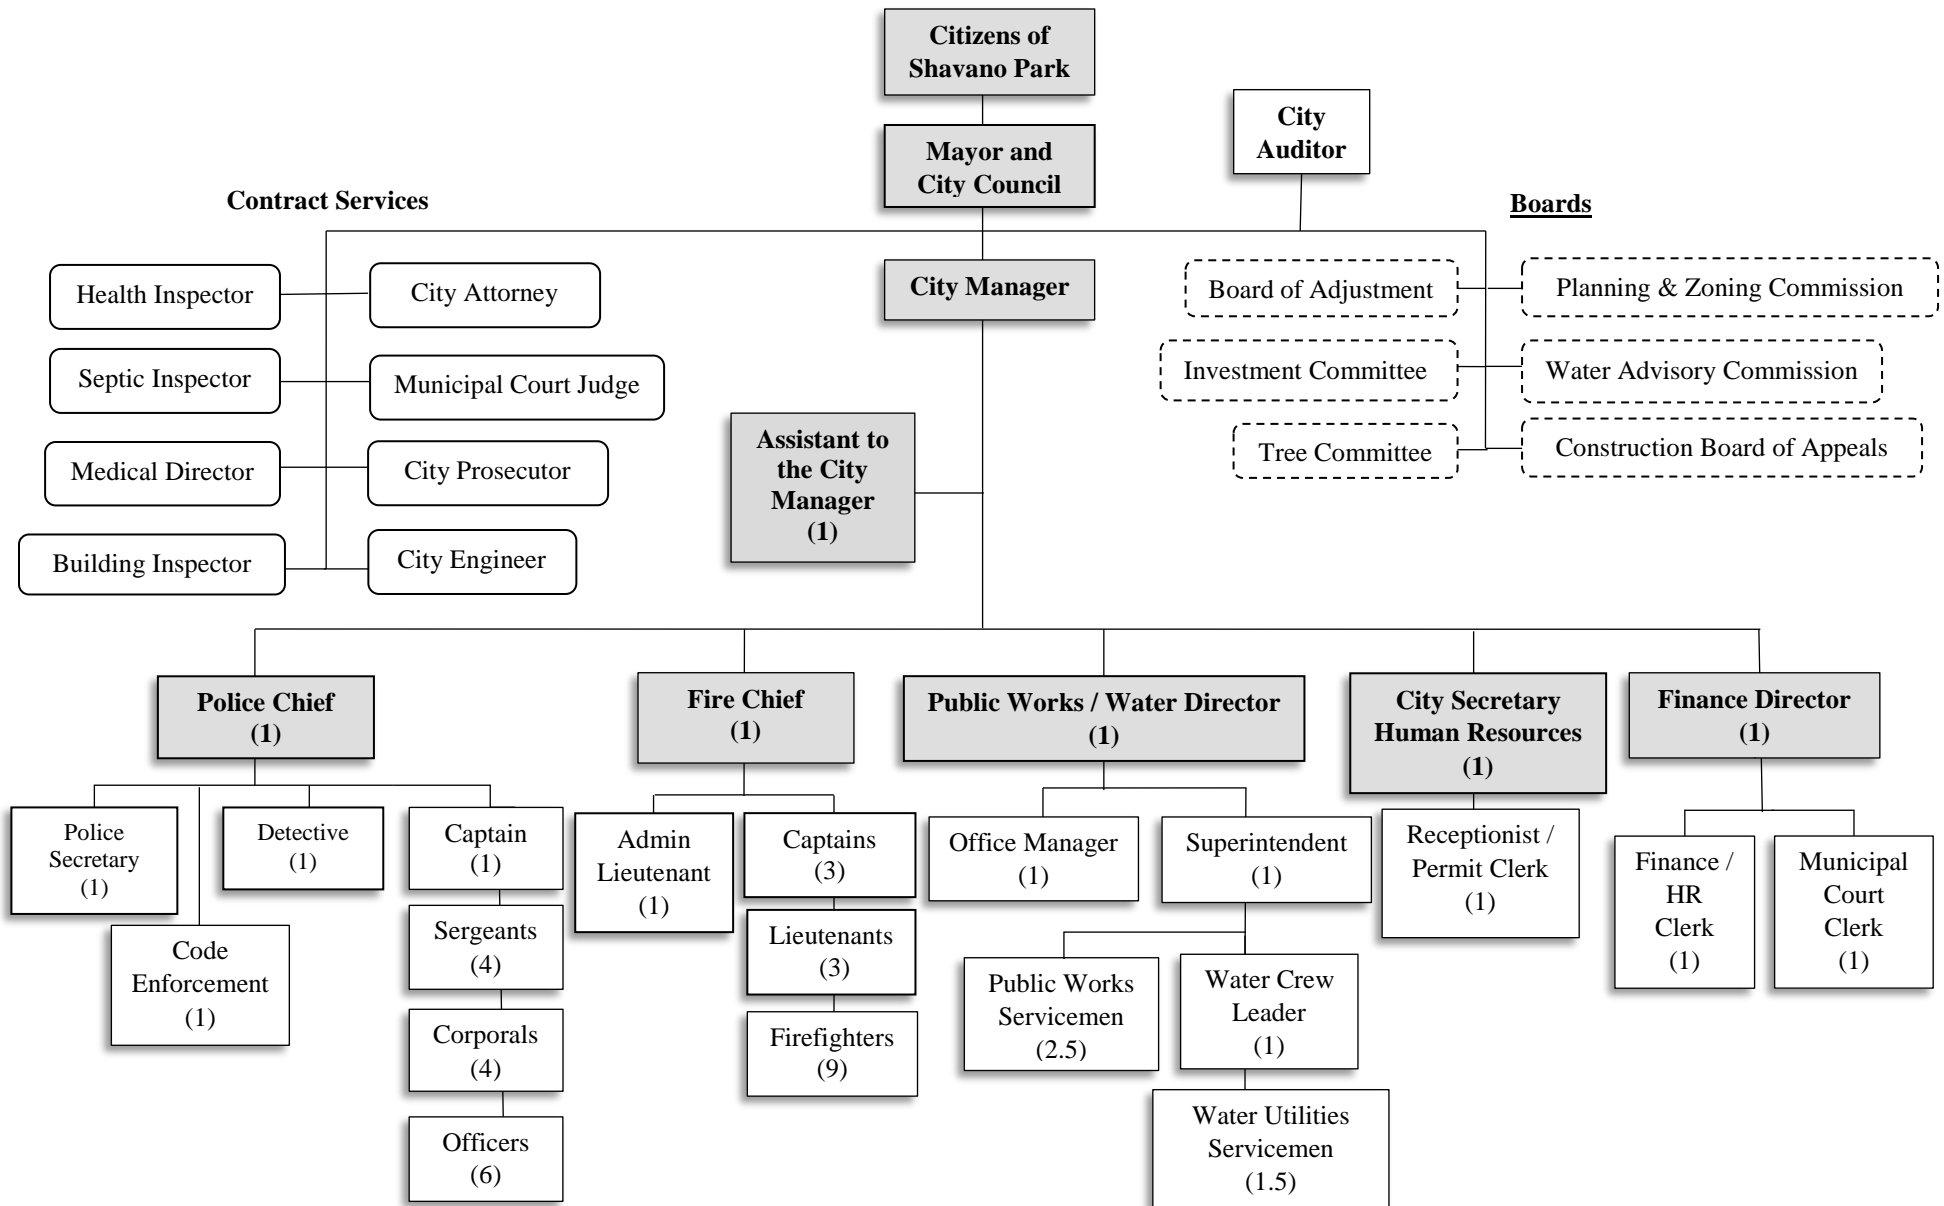 Citizens of
Shavano Park
Mayor and
City Council
City
Auditor
Contract Services
Boards
Health Inspector
City Attorney
City Manager
Board of Adjustment
Planning & Zoning Commission
Septic Inspector
Municipal Court Judge
Investment Committee
Water Advisory Commission
Assistant to
the City
Manager
(1)
Medical Director
City Prosecutor
Tree Committee
Construction Board of Appeals
Building Inspector
City Engineer
Police Chief
(1)
Fire Chief
(1)
Public Works / Water Director
(1)
City Secretary
Human Resources
(1)
Finance Director
(1)
Police
Secretary
(1)
Detective
(1)
Captain
(1)
Admin
Lieutenant
(1)
Captains
(3)
Office Manager
(1)
Superintendent
(1)
Receptionist /
Permit Clerk
(1)
Finance /
HR
Clerk
(1)
Municipal
Court
Clerk
(1)
Code
Enforcement
(1)
Sergeants
(4)
Lieutenants
(3)
Public Works
Servicemen
(2.5)
Water Crew
Leader
(1)
Corporals
(4)
Firefighters
(9)
Officers
(6)
Water Utilities
Servicemen
(1.5)